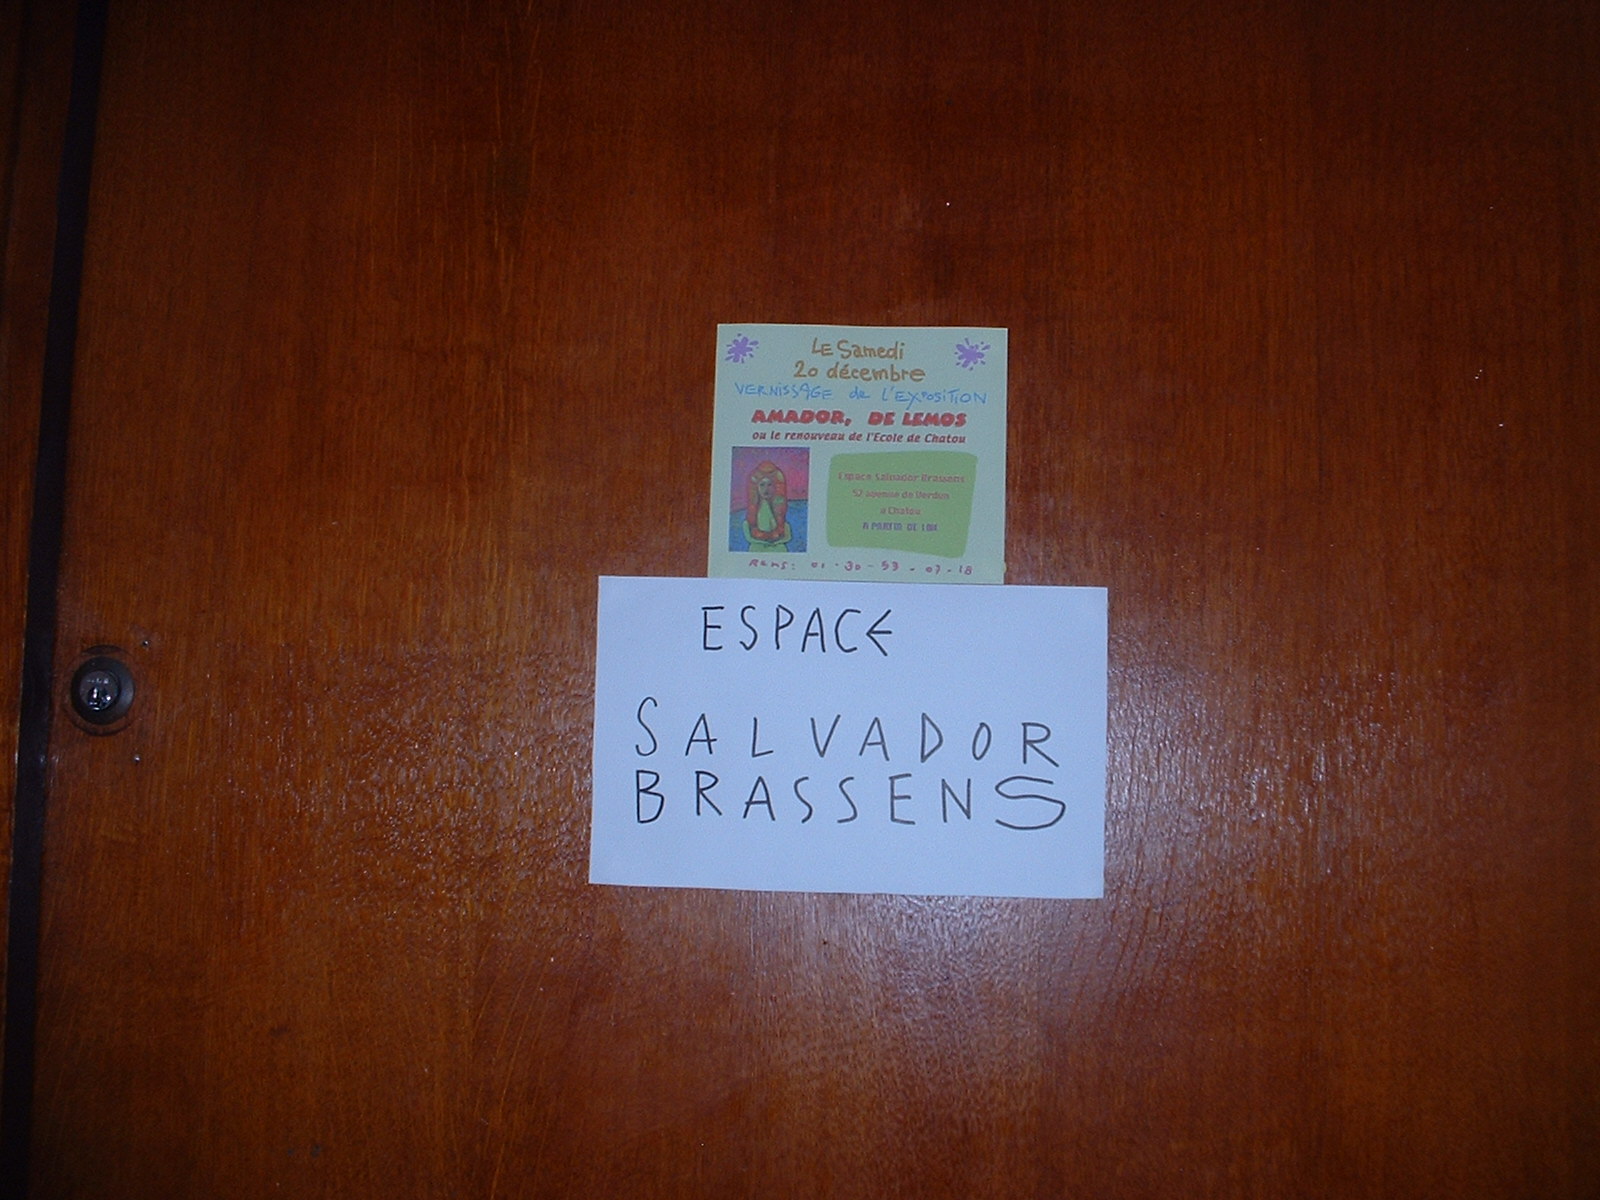 LE Samedi
20 décembre
VERNISSAGE de L'EXPOSITION
AMADOR, DE LEMOS
ou le renouveau de l'Ecole de Chatou
Espace Salvador Brassens
52 avenue de Verdun
a Chatou
A PARTIR DE
Rens: 01-30-53-07-18
ESPACE
SALVADOR
BRASSENS